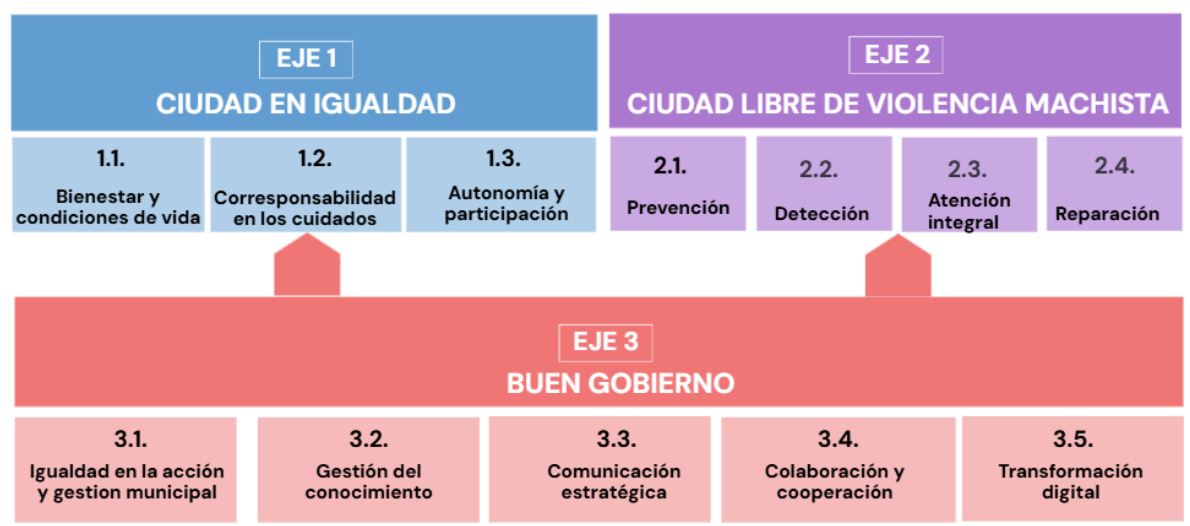 EJE 1
CIUDAD EN IGUALDAD
1.1.
Bienestar y
condiciones de vida
1.2.
Corresponsabilidad
en los cuidados
1.3.
Autonomía y
participación
EJE 2
CIUDAD LIBRE DE VIOLENCIA MACHISTA
2.1.
Prevención
2.2.
Detección
2.3.
Atención
integral
2.4.
Reparación
EJE 3
BUEN GOBIERNO
3.1.
Igualdad en la acción
y gestion municipal
3.2.
Gestión del
conocimiento
3.3.
Comunicación
estratégica
3.4.
Colaboración y
cooperación
3.5.
Transformación
digital